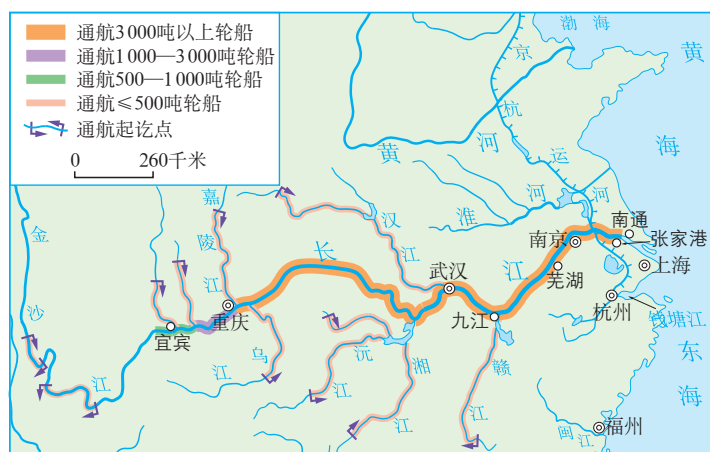 通航3 000吨以上轮船
通航1 000—3 000吨轮船
通航500—1 000吨轮船
通航≤500吨轮船
通航起讫点
0 260千米
渤海
黄海
东海
京杭运河
黄河
淮河
嘉陵江
汉江
金沙江
长江
乌江
沅江
湘江
赣江
闽江
钱塘江
南通
张家港
上海
南京
芜湖
杭州
武汉
九江
重庆
宜宾
福州